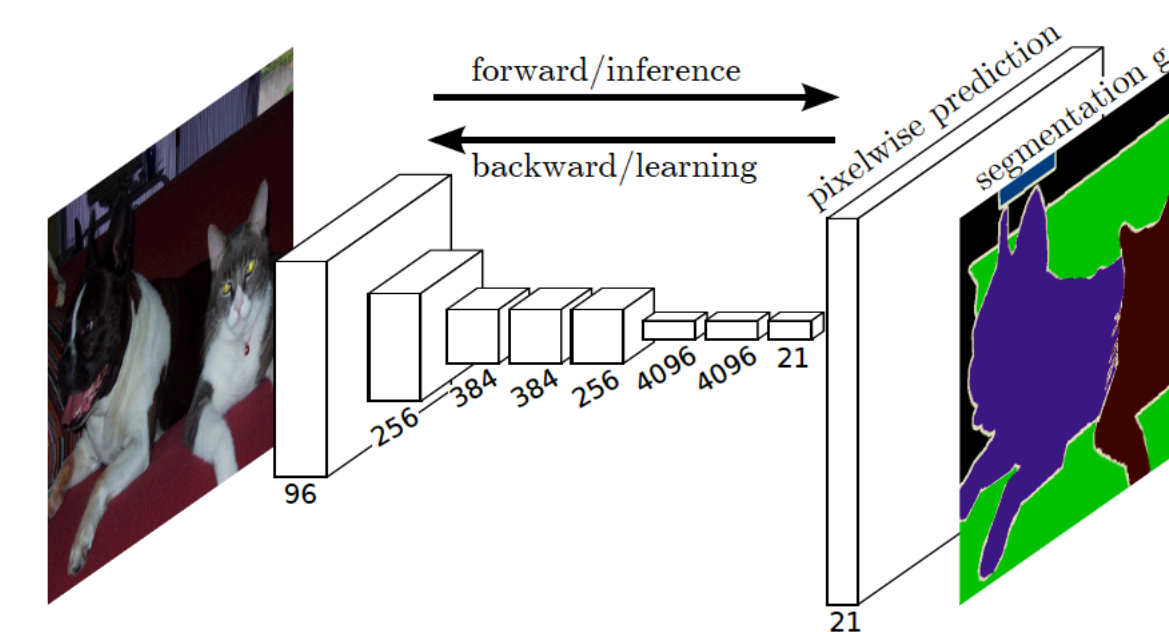 forward/inference
backward/learning
pixelwise prediction
segmentation g
96
256
384
384
256
4096
4096
21
21